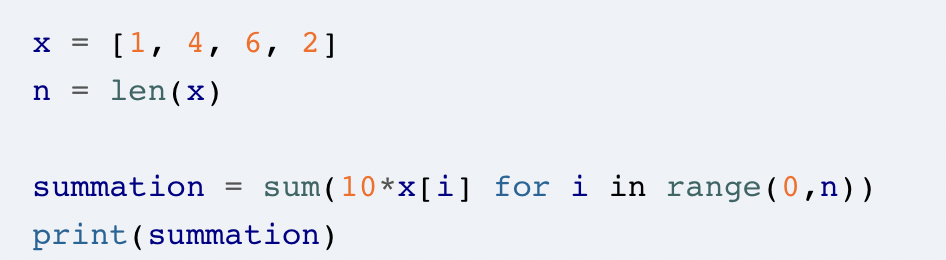 x = [1, 4, 6, 2]
n = len(x)
summation = sum(10*x[i] for i in range(0,n))
print(summation)